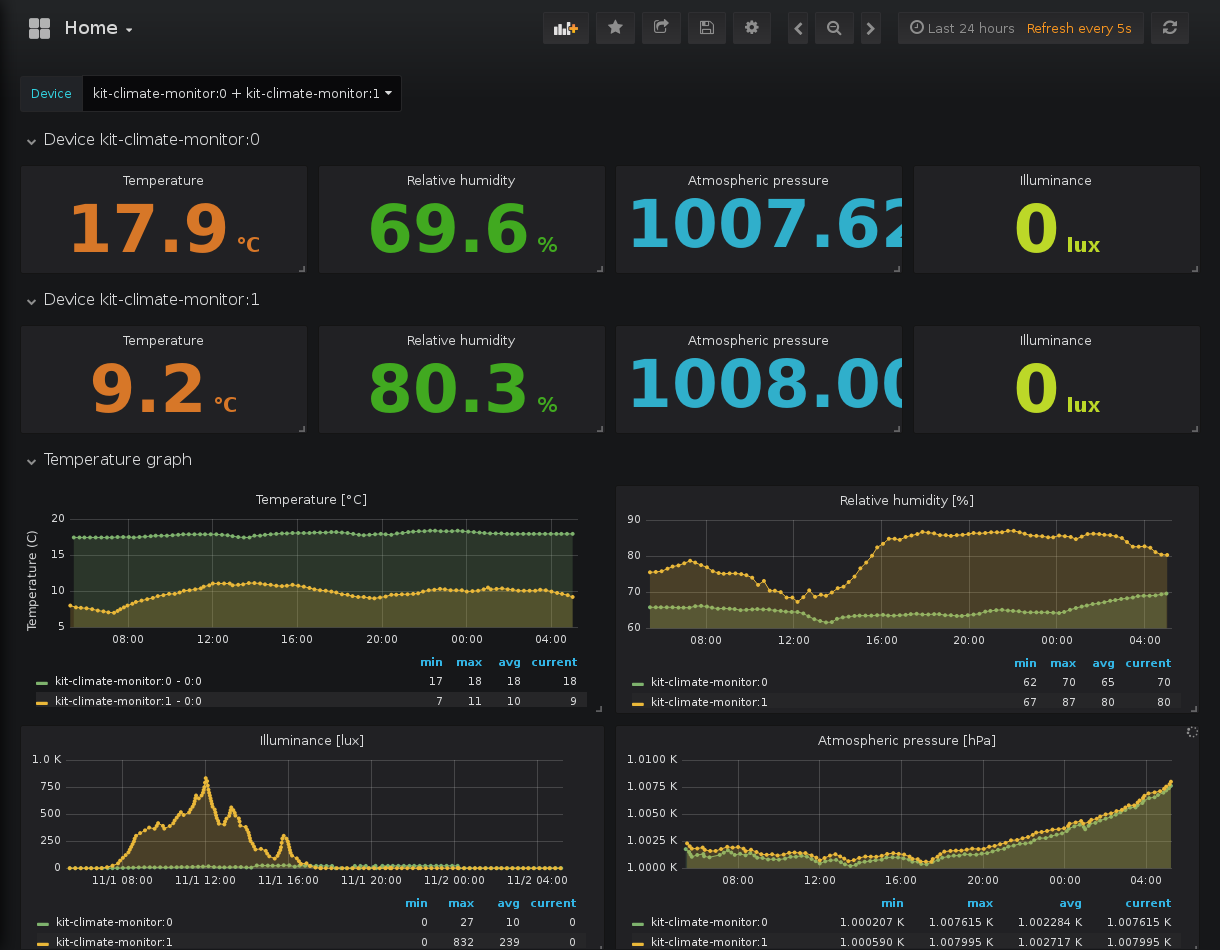 Home
Last 24 hours Refresh every 5s
Device kit-climate-monitor:0 + kit-climate-monitor:1
Device kit-climate-monitor:0
Temperature Relative humidity Atmospheric pressure Illuminance
17.9 °C 69.6 % 1007.62 0 lux
Device kit-climate-monitor:1
Temperature Relative humidity Atmospheric pressure Illuminance
9.2 °C 80.3 % 1008.00 0 lux
Temperature graph
Temperature [°C]
Temperature (C)
20
15
10
5
08:00 12:00 16:00 20:00 00:00 04:00
min max avg current
kit-climate-monitor:0 - 0:0 17 18 18 18
kit-climate-monitor:1 - 0:0 7 11 10 9
Relative humidity [%]
90
80
70
60
08:00 12:00 16:00 20:00 00:00 04:00
min max avg current
kit-climate-monitor:0 62 70 65 70
kit-climate-monitor:1 67 87 80 80
Illuminance [lux]
1.0 K
750
500
250
0
11/1 08:00 11/1 12:00 11/1 16:00 11/1 20:00 11/2 00:00 11/2 04:00
min max avg current
kit-climate-monitor:0 0 27 10 0
kit-climate-monitor:1 0 832 239 0
Atmospheric pressure [hPa]
1.0100 K
1.0075 K
1.0050 K
1.0025 K
1.0000 K
08:00 12:00 16:00 20:00 00:00 04:00
min max avg current
kit-climate-monitor:0 1.000207 K 1.007615 K 1.002284 K 1.007615 K
kit-climate-monitor:1 1.000590 K 1.007995 K 1.002717 K 1.007995 K